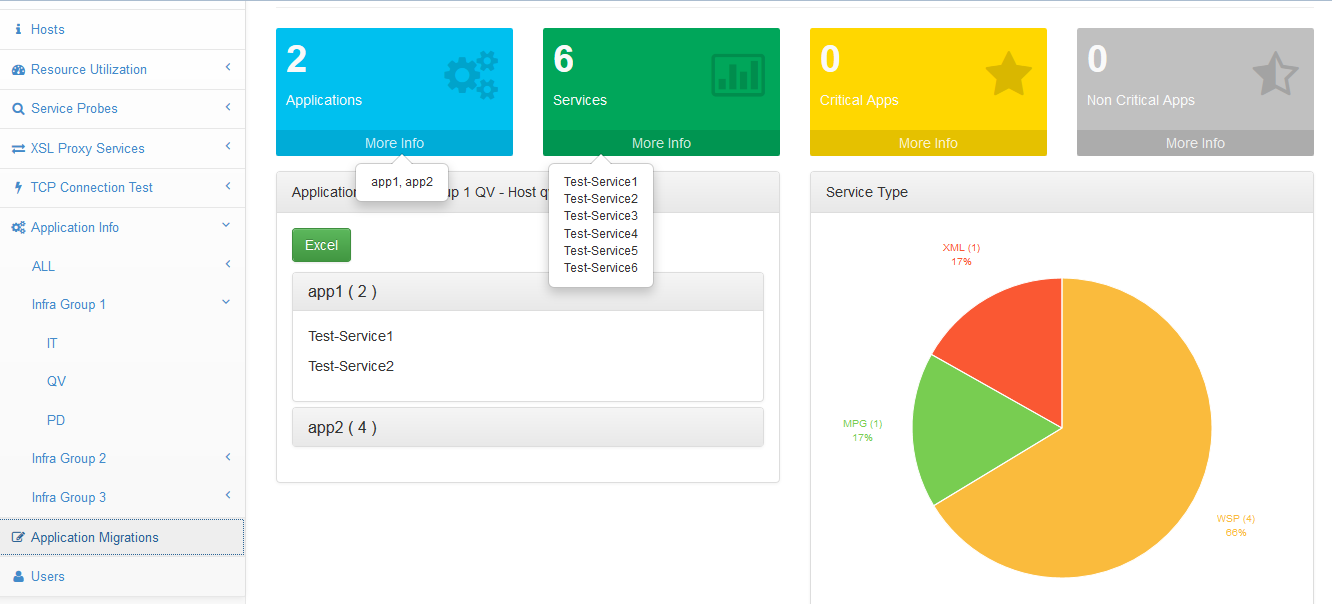 Hosts
Resource Utilization
Service Probes
XSL Proxy Services
TCP Connection Test
Application Info
ALL
Infra Group 1
IT
QV
PD
Infra Group 2
Infra Group 3
Application Migrations
Users
2
Applications
More Info
6
Services
More Info
0
Critical Apps
More Info
0
Non Critical Apps
More Info
app1, app2
Test-Service1
Test-Service2
Test-Service3
Test-Service4
Test-Service5
Test-Service6
Application 1 QV - Host
Excel
app1 ( 2 )
Test-Service1
Test-Service2
app2 ( 4 )
Service Type
XML (1)
17%
MPG (1)
17%
WSP (4)
66%